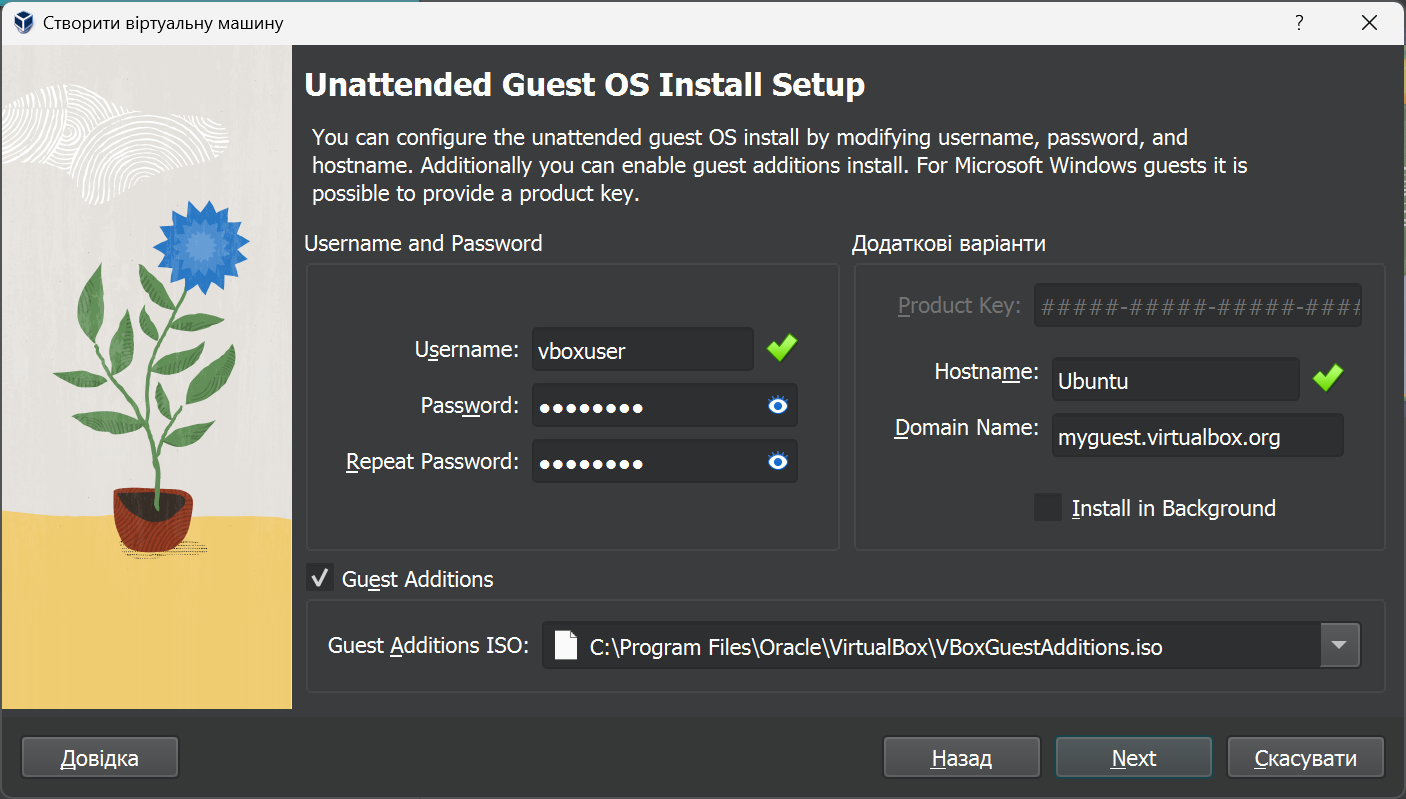 Створити віртуальну машину
?
Unattended Guest OS Install Setup
You can configure the unattended guest OS install by modifying username, password, and
hostname. Additionally you can enable guest additions install. For Microsoft Windows guests it is
possible to provide a product key.
Username and Password
Username: vboxuser
Password: ●●●●●●●●
Repeat Password: ●●●●●●●●
Додаткові варіанти
Product Key: #####-#####-#####-####
Hostname: Ubuntu
Domain Name: myguest.virtualbox.org
Install in Background
Guest Additions
Guest Additions ISO: C:\Program Files\Oracle\VirtualBox\VBoxGuestAdditions.iso
Довідка
Назад
Next
Скасувати